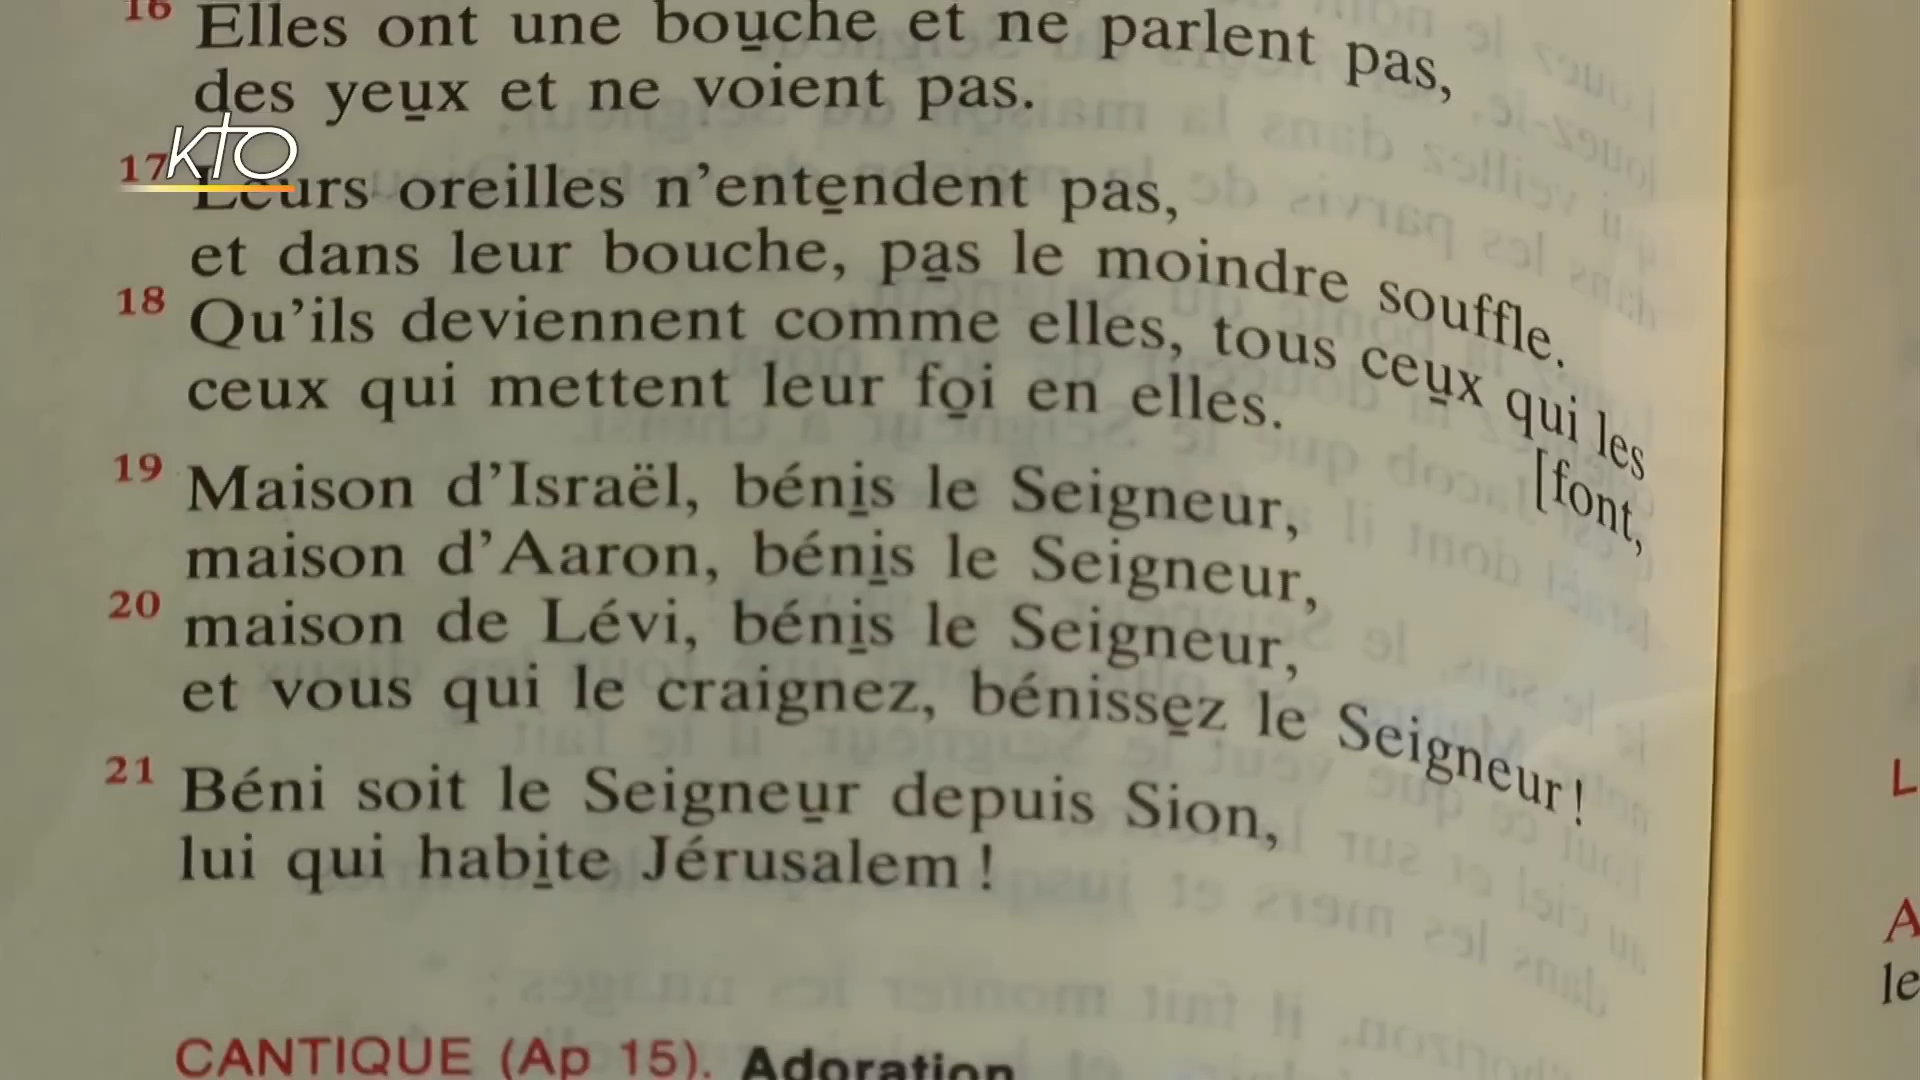 16 Elles ont une bouche et ne parlent pas,
des yeux et ne voient pas.
KTO
17 Leurs oreilles n'entendent pas,
et dans leur bouche, pas le moindre souffle.
18 Qu'ils deviennent comme elles, tous ceux qui les
[font,
ceux qui mettent leur foi en elles.
19 Maison d'Israël, bénis le Seigneur,
maison d'Aaron, bénis le Seigneur,
20 maison de Lévi, bénis le Seigneur,
et vous qui le craignez, bénissez le Seigneur !
21 Béni soit le Seigneur depuis Sion,
lui qui habite Jérusalem !
CANTIQUE (Ap 15). Adoration
L
A
le